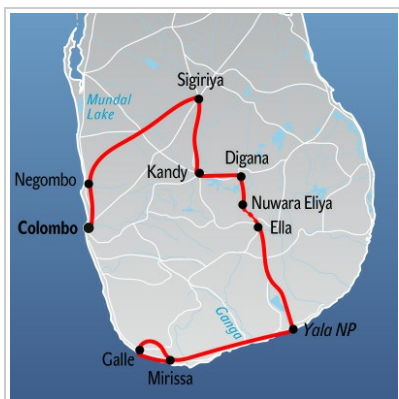 Sigiriya
Mundal
Lake
Kandy
Digana
Negombo
Nuwara Eliya
Colombo
Ella
Ganga
Yala NP
Galle
Mirissa